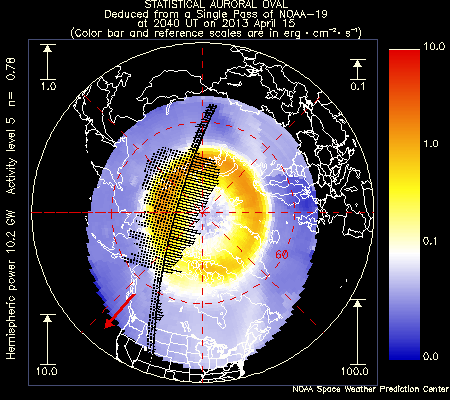 STATISTICAL AURORAL OVAL
Deduced from a Single Pass of NOAA-19
at 2040 UT on 2013 April 15
(Color bar and reference scales are in erg·cm⁻²·s⁻¹)
Hemispheric power 10.2 GW Activity level 5 n= 0.78
1.0
0.1
10.0
1.0
0.1
0.0
60
10.0
100.0
NOAA Space Weather Prediction Center